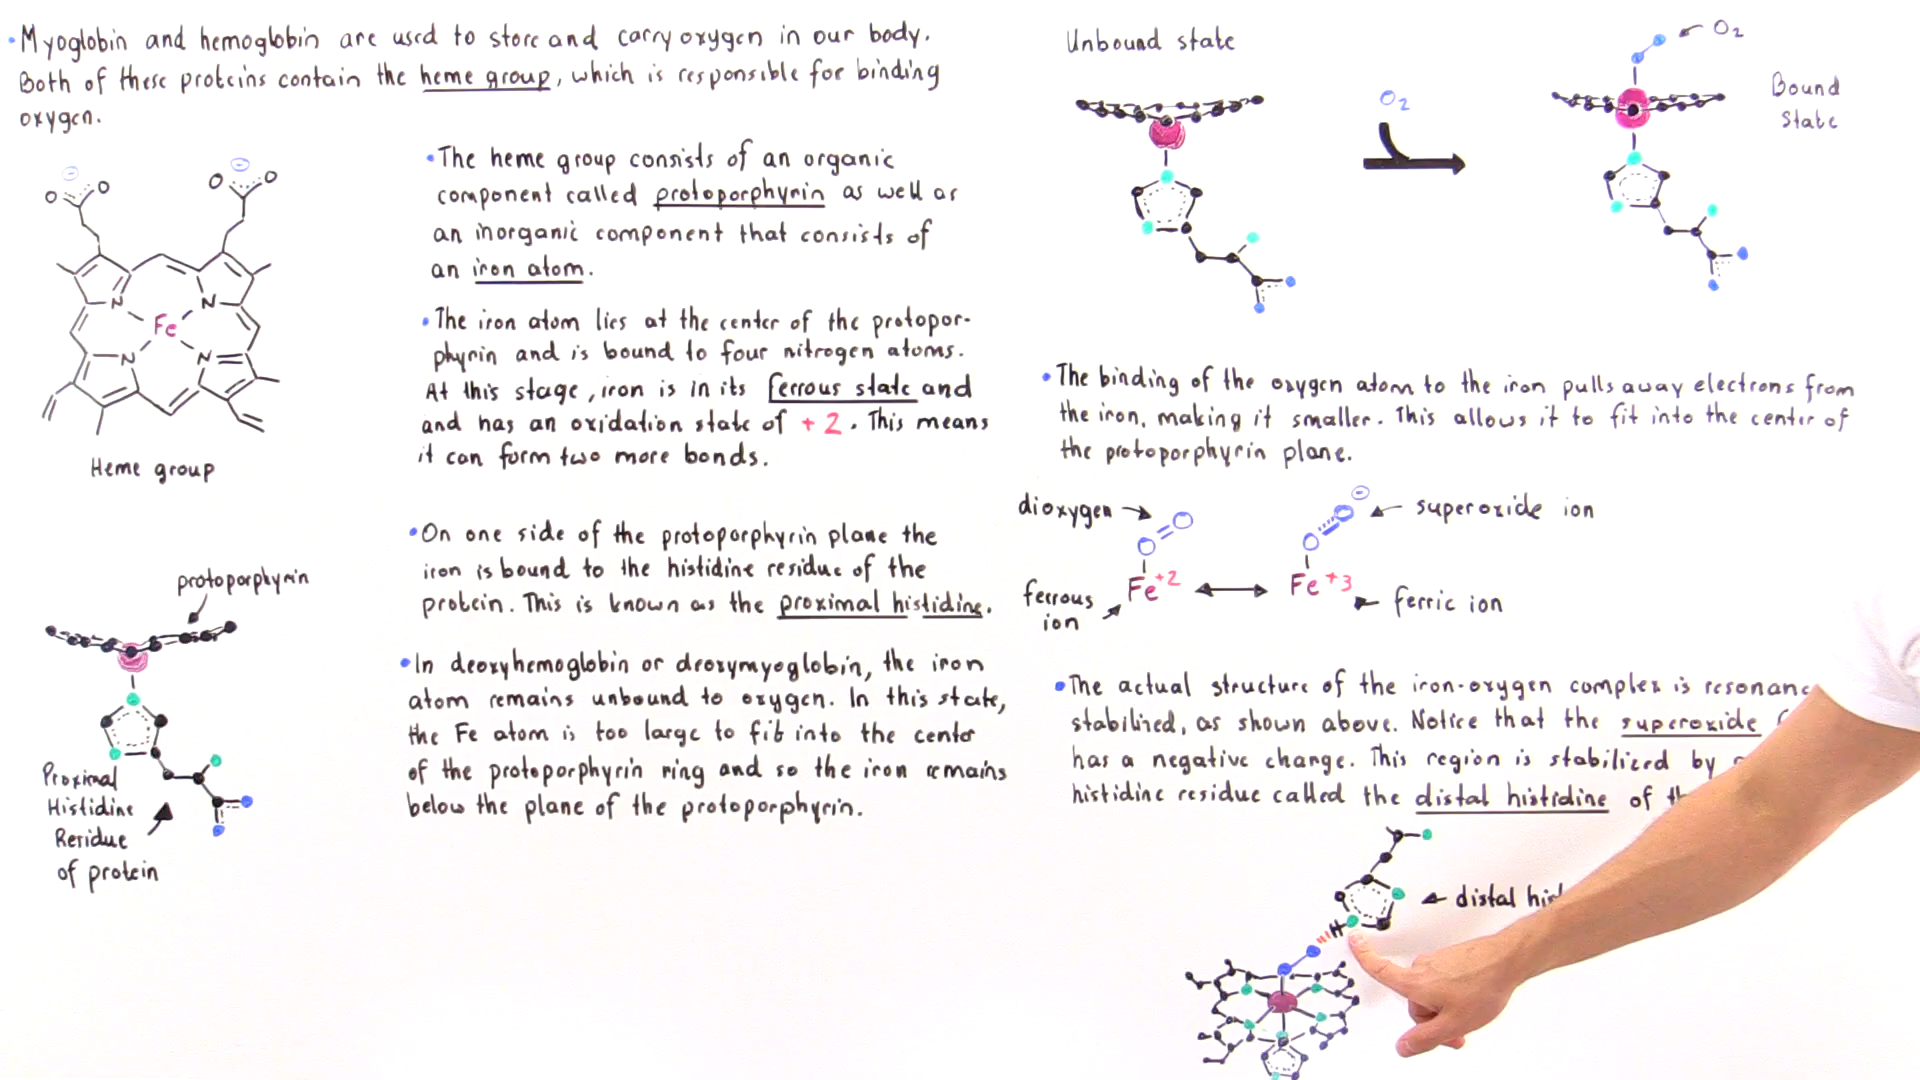 • Myoglobin and hemoglobin are used to store and carry oxygen in our body.
Both of these proteins contain the heme group, which is responsible for binding
oxygen.
⊖ ⊖
O O O O
N N
Fe
N N
Heme group
• The heme group consists of an organic
component called protoporphyrin as well as
an inorganic component that consists of
an iron atom.
• The iron atom lies at the center of the protopor-
phyrin and is bound to four nitrogen atoms.
At this stage, iron is in its ferrous state and
and has an oxidation state of +2. This means
it can form two more bonds.
protoporphyrin
Proximal
Histidine
Residue
of protein
• On one side of the protoporphyrin plane the
iron is bound to the histidine residue of the
protein. This is known as the proximal histidine.
• In deoxyhemoglobin or deoxymyoglobin, the iron
atom remains unbound to oxygen. In this state,
the Fe atom is too large to fit into the center
of the protoporphyrin ring and so the iron remains
below the plane of the protoporphyrin.
Unbound state
O2
O2
Bound
State
• The binding of the oxygen atom to the iron pulls away electrons from
the iron, making it smaller. This allows it to fit into the center of
the protoporphyrin plane.
dioxygen
O=O
Fe+2
ferrous
ion
⊖
O O
superoxide ion
Fe+3
ferric ion
• The actual structure of the iron-oxygen complex is resonanc
stabilized, as shown above. Notice that the superoxide
has a negative change. This region is stabilized by
histidine residue called the distal histidine of
distal
H